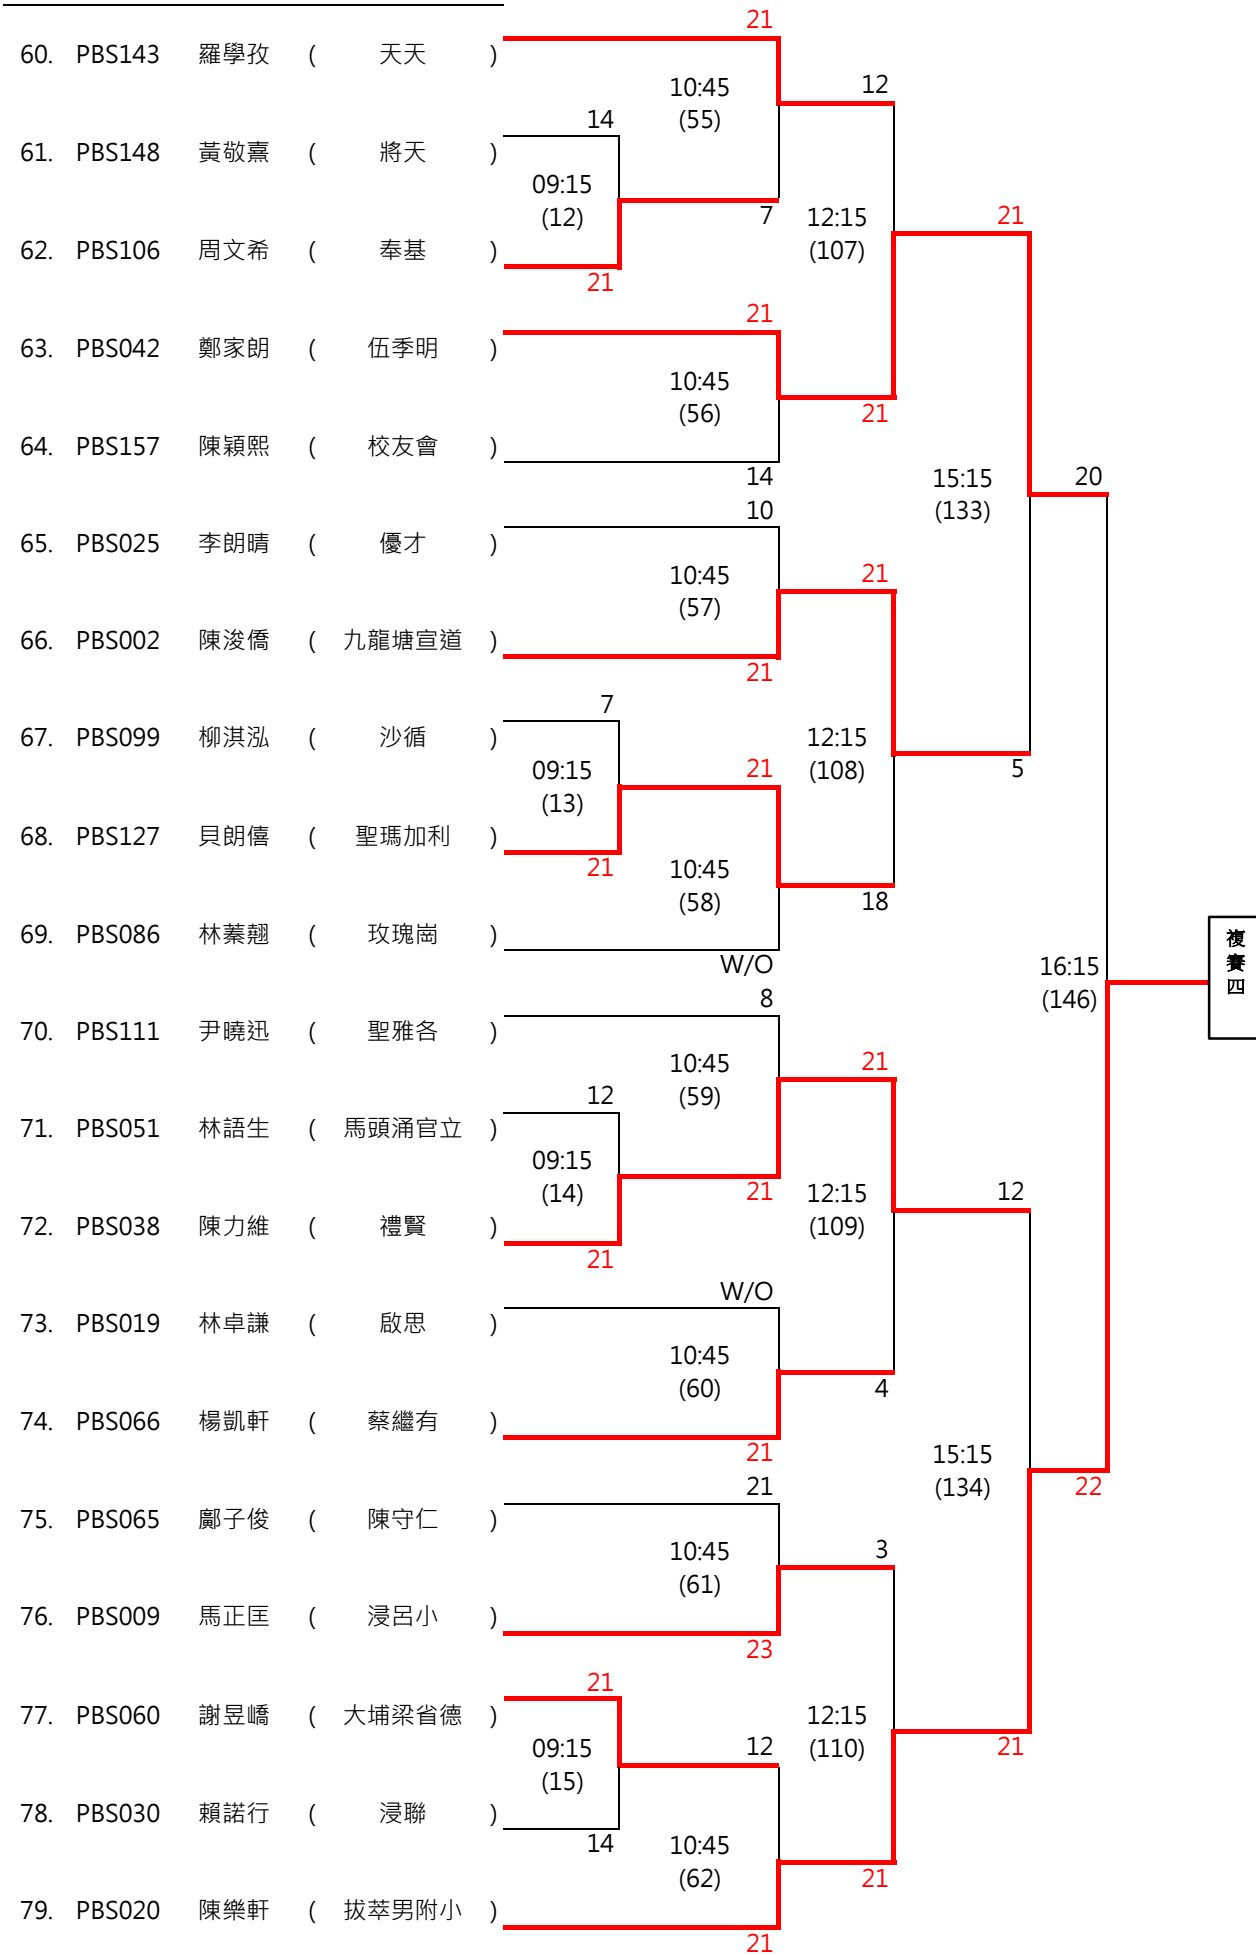 21
60. PBS143 羅學孜 ( 天天 )
10:45 12
(55)
14
61. PBS148 黃敬熹 ( 將天 )
09:15
(12) 7 12:15 21
62. PBS106 周文希 ( 奉基 ) (107)
21
21
63. PBS042 鄭家朗 ( 伍季明 )
10:45
(56) 21
64. PBS157 陳穎熙 ( 校友會 )
14 15:15 20
10 (133)
65. PBS025 李朗晴 ( 優才 )
10:45 21
(57)
66. PBS002 陳浚僑 ( 九龍塘宣道 )
21
7
67. PBS099 柳淇泓 ( 沙循 ) 12:15
09:15 21 (108) 5
(13)
68. PBS127 貝朗僖 ( 聖瑪加利 )
21 10:45
(58) 18
69. PBS086 林蓁翹 ( 玫瑰崗 )
W/O 16:15 複賽四
8 (146)
70. PBS111 尹曉迅 ( 聖雅各 )
10:45 21
12 (59)
71. PBS051 林語生 ( 馬頭涌官立 )
09:15
(14) 21 12:15 12
72. PBS038 陳力維 ( 禮賢 ) (109)
21
W/O
73. PBS019 林卓謙 ( 啟思 )
10:45
(60) 4
74. PBS066 楊凱軒 ( 蔡繼有 )
21 15:15
21 (134) 22
75. PBS065 鄺子俊 ( 陳守仁 )
10:45 3
(61)
76. PBS009 馬正匡 ( 浸呂小 )
23
21
77. PBS060 謝昱嶠 ( 大埔梁省德 ) 12:15
09:15 12 (110) 21
(15)
78. PBS030 賴諾行 ( 浸聯 )
14 10:45
(62) 21
79. PBS020 陳樂軒 ( 拔萃男附小 )
21